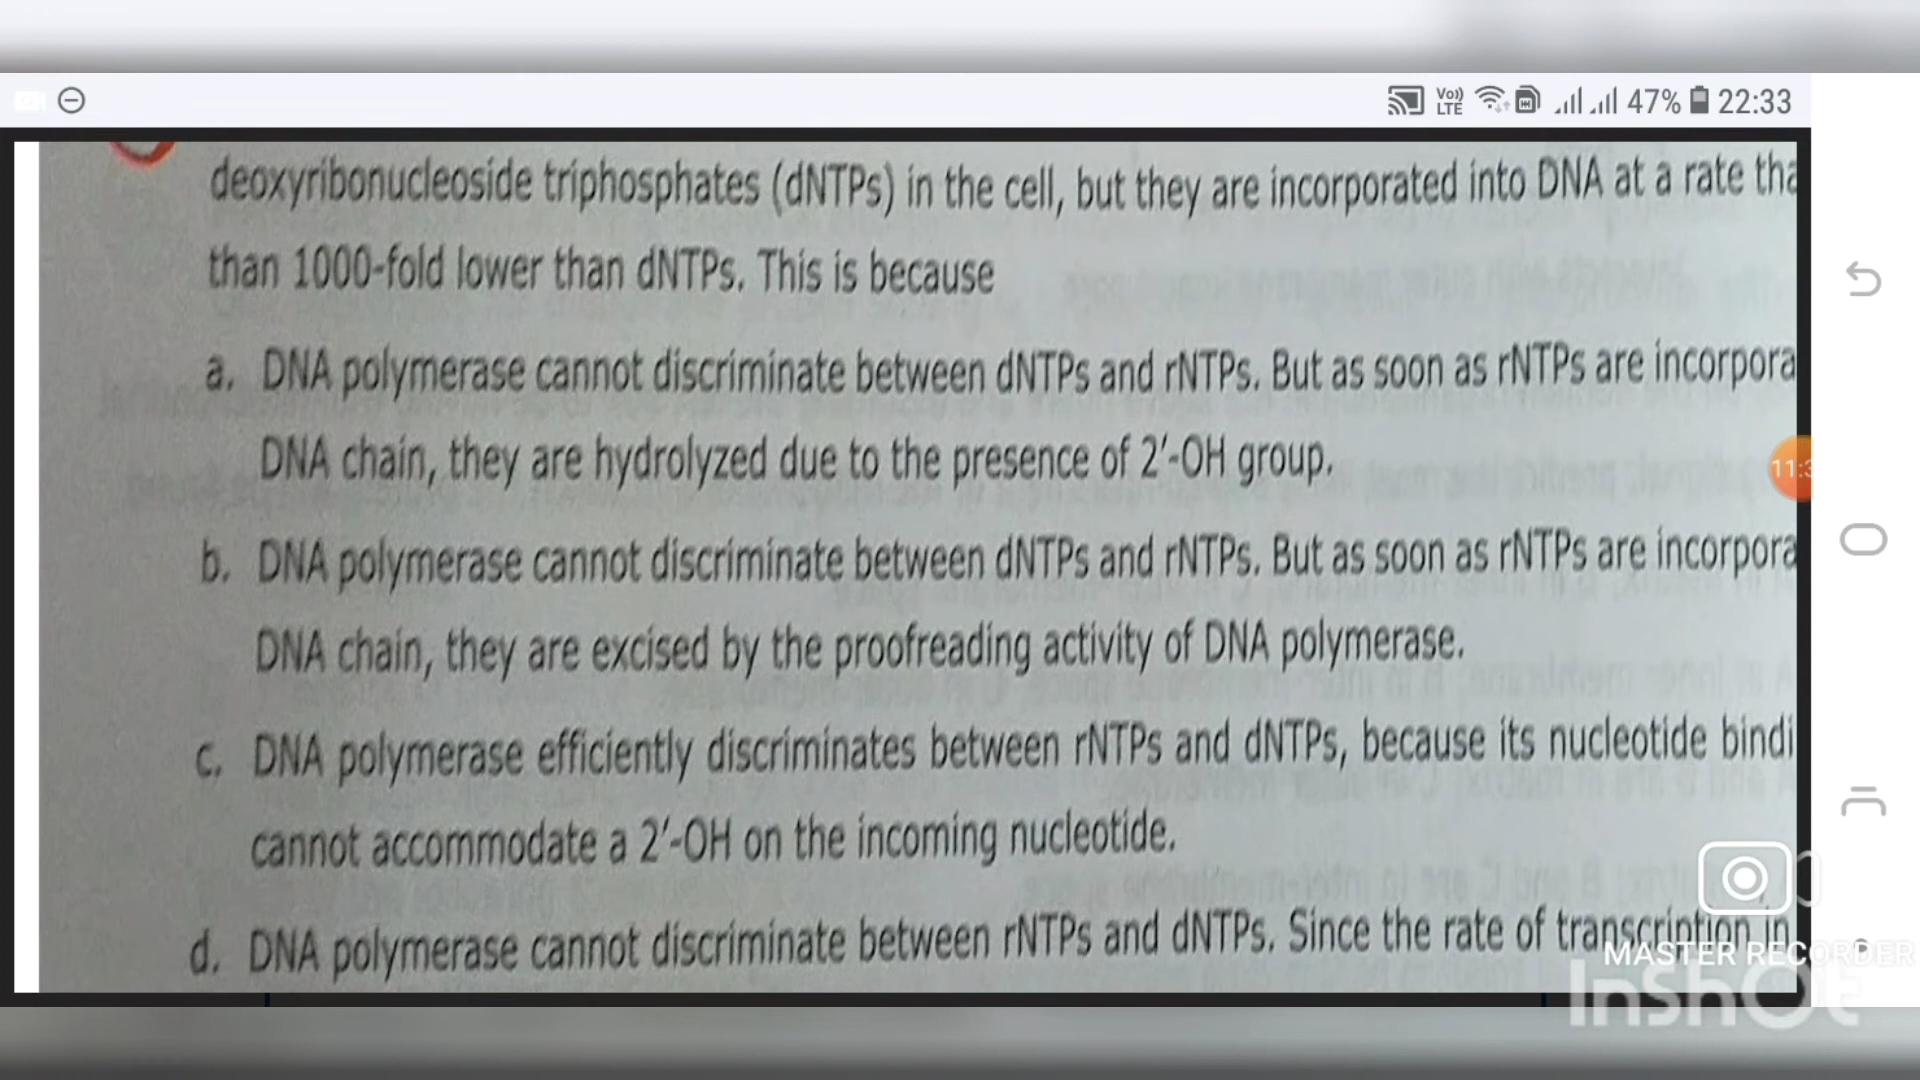 Vo)) LTE 47% 22:33
deoxyribonucleoside triphosphates (dNTPs) in the cell, but they are incorporated into DNA at a rate tha
than 1000-fold lower than dNTPs. This is because
a. DNA polymerase cannot discriminate between dNTPs and rNTPs. But as soon as rNTPs are incorpora
DNA chain, they are hydrolyzed due to the presence of 2′-OH group.
11:3
b. DNA polymerase cannot discriminate between dNTPs and rNTPs. But as soon as rNTPs are incorpora
DNA chain, they are excised by the proofreading activity of DNA polymerase.
c. DNA polymerase efficiently discriminates between rNTPs and dNTPs, because its nucleotide bindi
cannot accommodate a 2′-OH on the incoming nucleotide.
d. DNA polymerase cannot discriminate between rNTPs and dNTPs. Since the rate of transcription in
MASTER RECORDER
InShOt